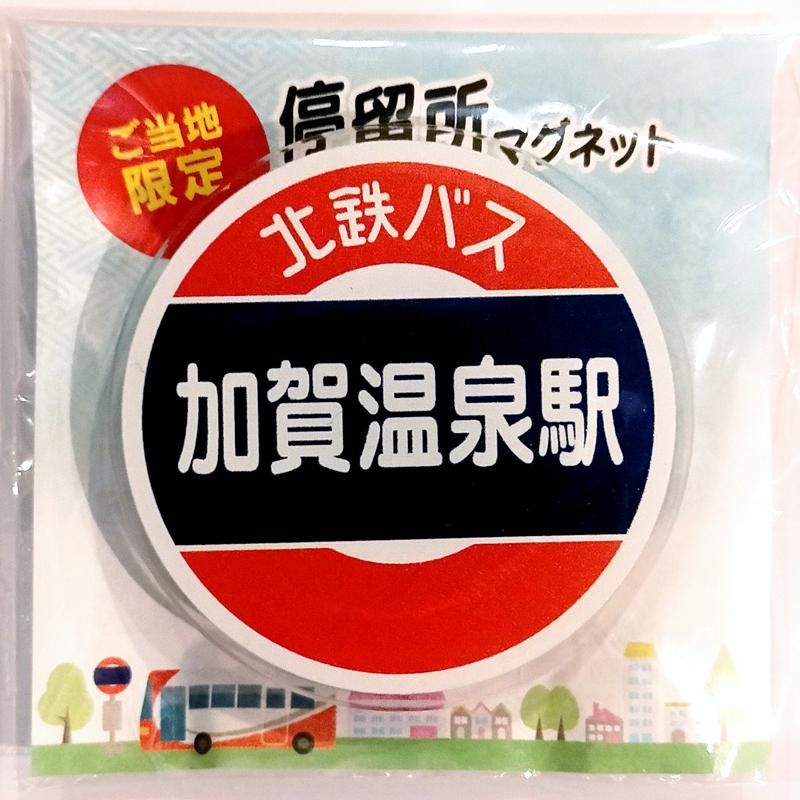 ご当地
限定
停留所マグネット
北鉄バス
加賀温泉駅